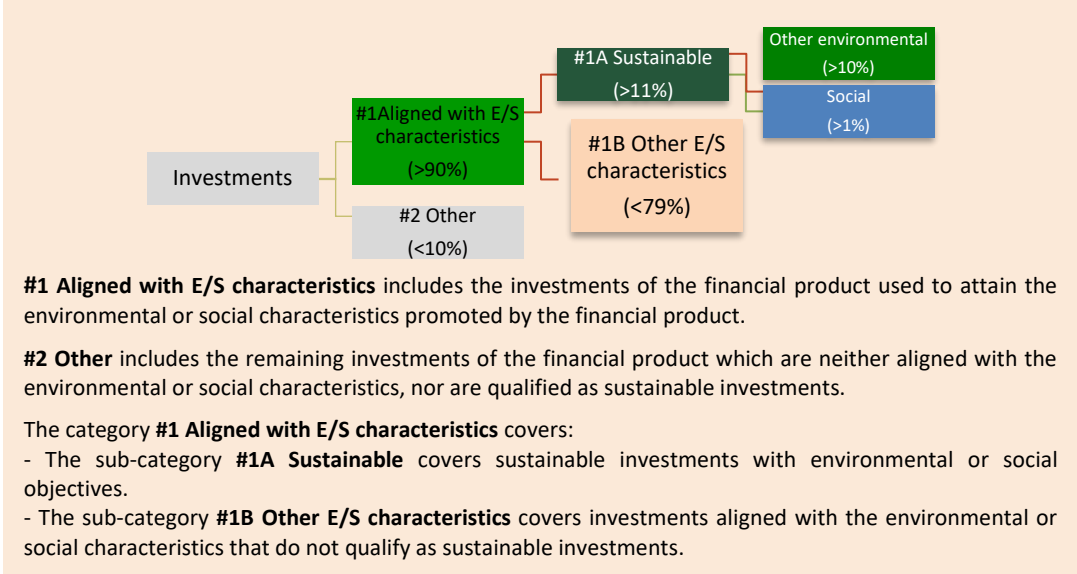 Other environmental
(>10%)
#1A Sustainable
(>11%)
Social
(>1%)
#1Aligned with E/S
characteristics
(>90%)
#1B Other E/S
characteristics
(<79%)
Investments
#2 Other
(<10%)
#1 Aligned with E/S characteristics includes the investments of the financial product used to attain the
environmental or social characteristics promoted by the financial product.
#2 Other includes the remaining investments of the financial product which are neither aligned with the
environmental or social characteristics, nor are qualified as sustainable investments.
The category #1 Aligned with E/S characteristics covers:
- The sub-category #1A Sustainable covers sustainable investments with environmental or social
objectives.
- The sub-category #1B Other E/S characteristics covers investments aligned with the environmental or
social characteristics that do not qualify as sustainable investments.